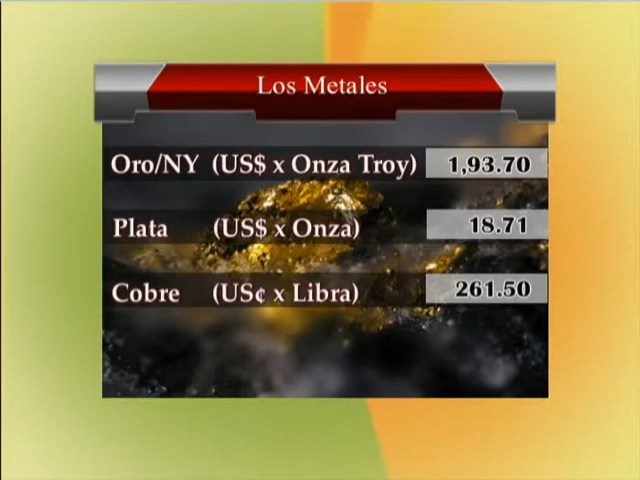 Los Metales
Oro/NY (US$ x Onza Troy) 1,93.70
Plata (US$ x Onza) 18.71
Cobre (US¢ x Libra) 261.50